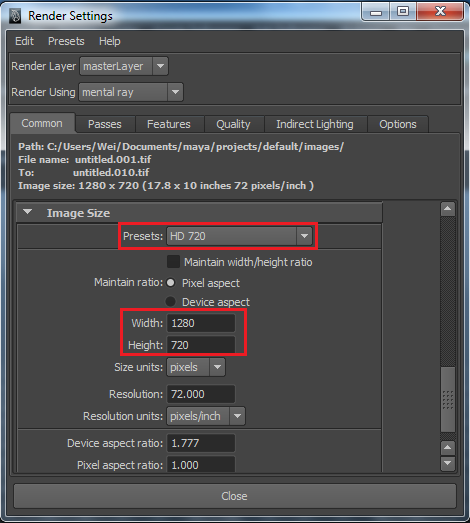 Render Settings
Edit Presets Help
Render Layer masterLayer
Render Using mental ray
Common Passes Features Quality Indirect Lighting Options
Path: C:/Users/Wei/Documents/maya/projects/default/images/
File name: untitled.001.tif
To: untitled.010.tif
Image size: 1280 x 720 (17.8 x 10 inches 72 pixels/inch )
Image Size
Presets: HD 720
Maintain width/height ratio
Maintain ratio: Pixel aspect
Device aspect
Width: 1280
Height: 720
Size units: pixels
Resolution: 72.000
Resolution units: pixels/inch
Device aspect ratio: 1.777
Pixel aspect ratio: 1.000
Close